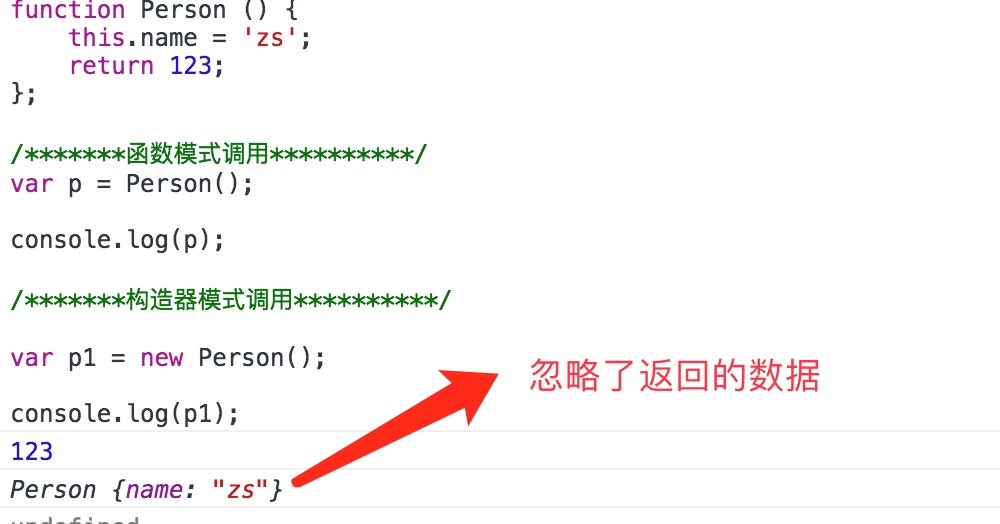 function Person () {
    this.name = 'zs';
    return 123;
};
/*******函数模式调用**********/
var p = Person();
console.log(p);
/*******构造器模式调用**********/
var p1 = new Person();
忽略了返回的数据
console.log(p1);
123
Person {name: "zs"}
undefined